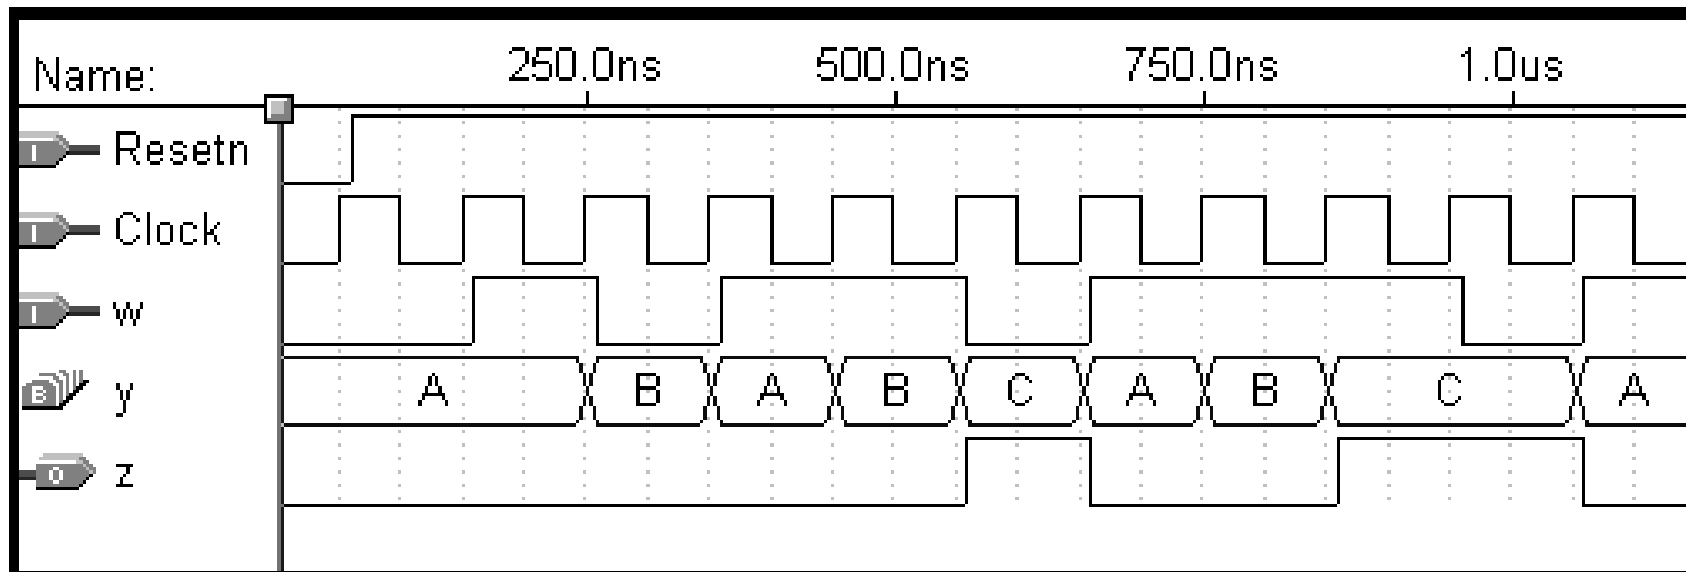 Name: 250.0ns 500.0ns 750.0ns 1.0us
I Resetn
I Clock
I w
B y A B A B C A B C A
O z